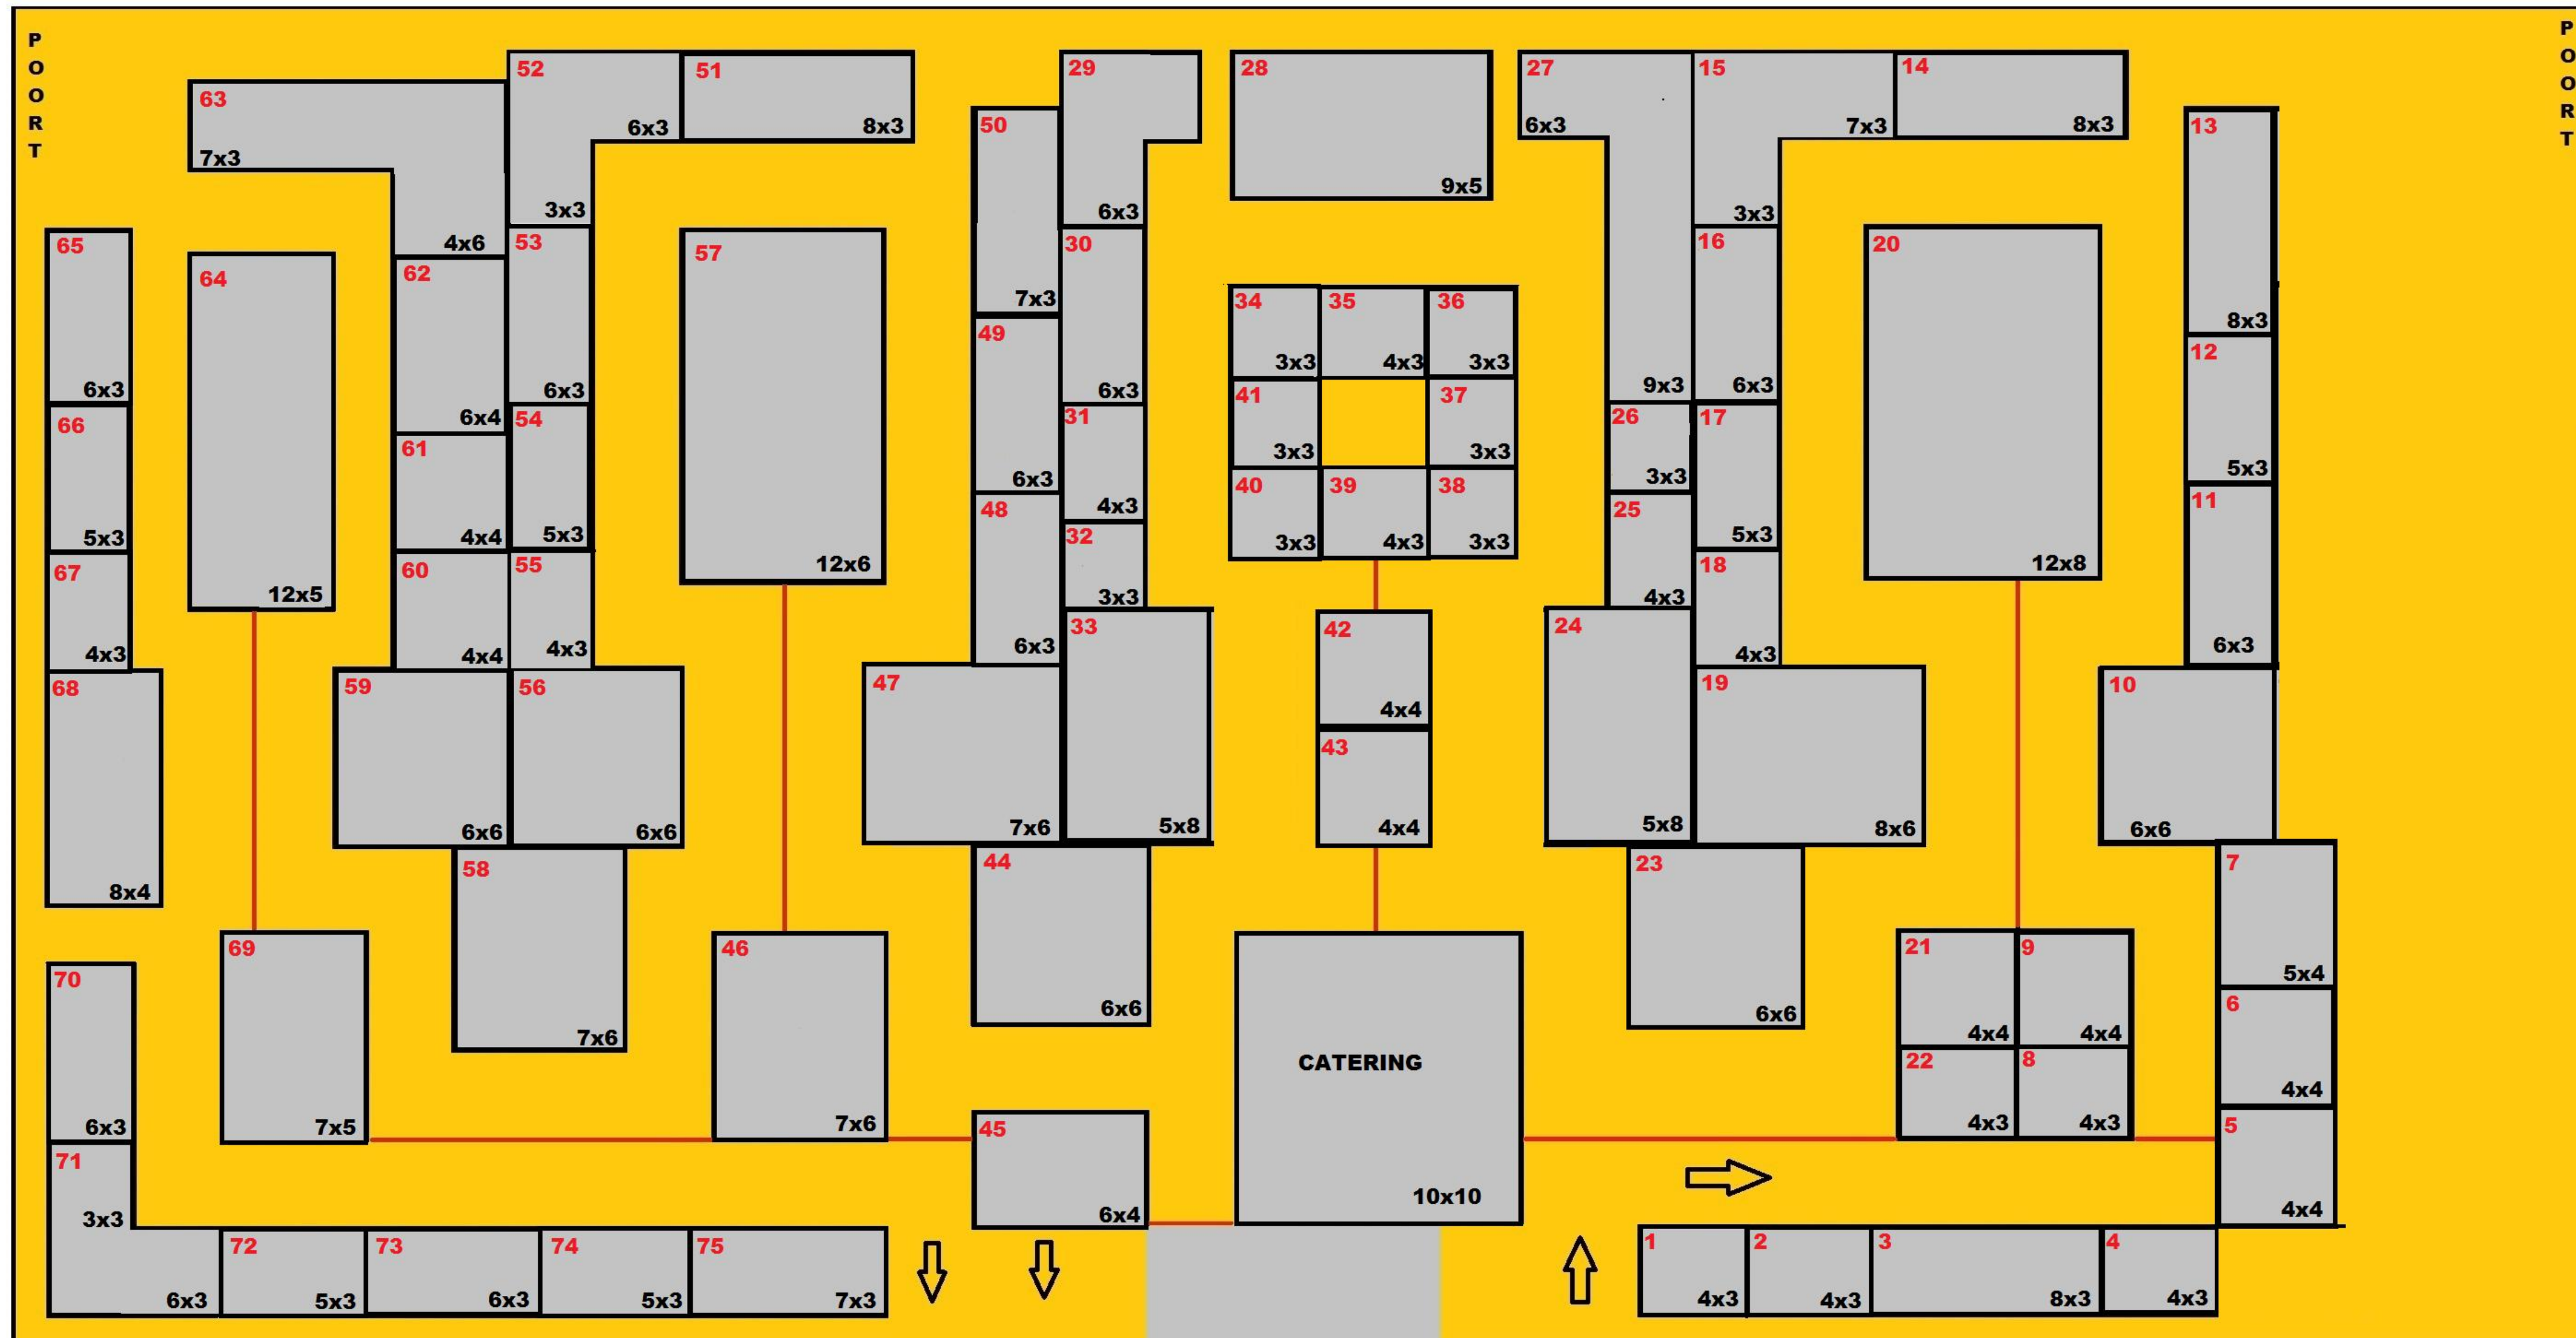 POORT
POORT
63
7x3
4x6
52
6x3
3x3
51
8x3
50
7x3
29
6x3
28
9x5
27
6x3
9x3
15
7x3
3x3
14
8x3
13
8x3
65
6x3
64
12x5
62
6x4
53
6x3
57
12x6
49
6x3
30
6x3
34
3x3
35
4x3
36
3x3
16
6x3
20
12x8
12
5x3
66
5x3
61
4x4
54
5x3
48
6x3
31
4x3
41
3x3
37
3x3
26
3x3
17
5x3
11
6x3
67
4x3
60
4x4
55
4x3
32
3x3
40
3x3
39
4x3
38
3x3
25
4x3
18
4x3
68
8x4
59
6x6
56
6x6
47
7x6
33
5x8
42
4x4
43
4x4
24
5x8
19
8x6
10
6x6
58
7x6
44
6x6
23
6x6
7
5x4
70
6x3
69
7x5
46
7x6
CATERING
10x10
21
4x4
9
4x4
6
4x4
22
4x3
8
4x3
45
6x4
5
4x4
71
3x3
6x3
72
5x3
73
6x3
74
5x3
75
7x3
1
4x3
2
4x3
3
8x3
4
4x3